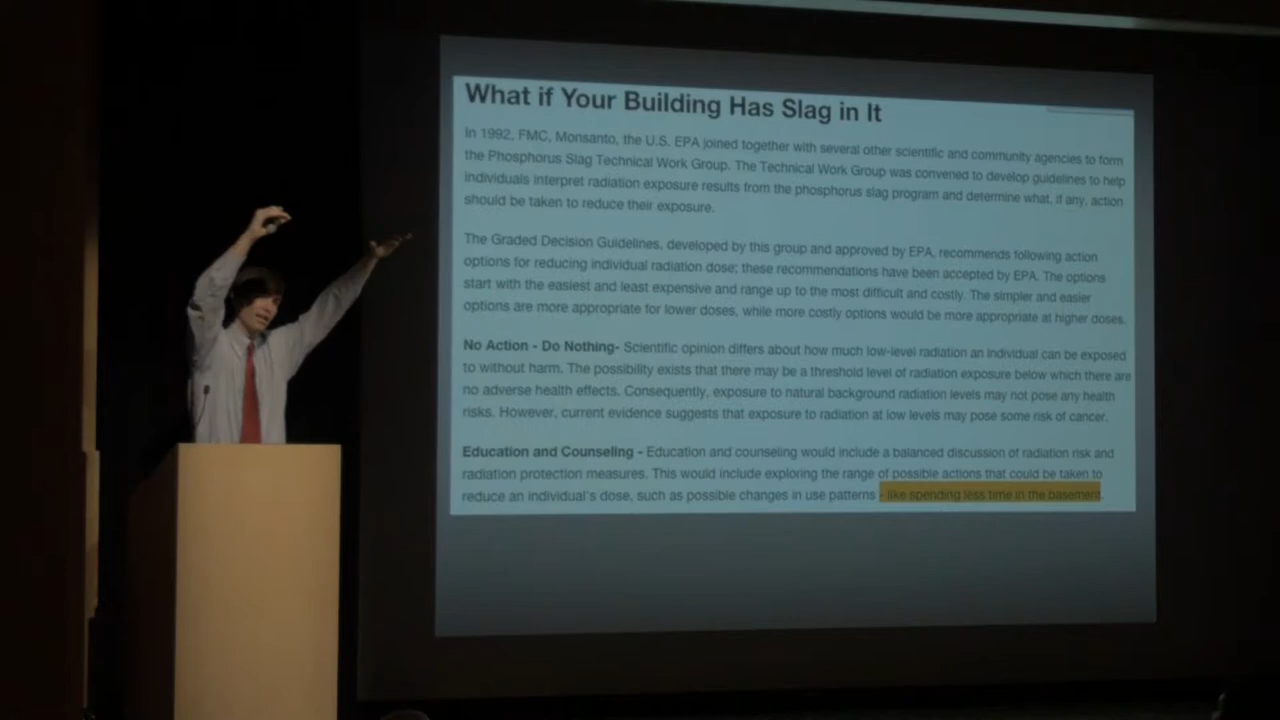 What if Your Building Has Slag in It
In 1992, FMC, Monsanto, the U.S. EPA joined together with several other scientific and community agencies to form
the Phosphorus Slag Technical Work Group. The Technical Work Group was convened to develop guidelines to help
individuals interpret radiation exposure results from the phosphorus slag program and determine what, if any, action
should be taken to reduce their exposure.
The Graded Decision Guidelines, developed by this group and approved by EPA, recommends following action
options for reducing individual radiation dose; these recommendations have been accepted by EPA. The options
start with the easiest and least expensive and range up to the most difficult and costly. The simpler and easier
options are more appropriate for lower doses, while more costly options would be more appropriate at higher doses.
No Action - Do Nothing- Scientific opinion differs about how much low-level radiation an individual can be exposed
to without harm. The possibility exists that there may be a threshold level of radiation exposure below which there are
no adverse health effects. Consequently, exposure to natural background radiation levels may not pose any health
risks. However, current evidence suggests that exposure to radiation at low levels may pose some risk of cancer.
Education and Counseling - Education and counseling would include a balanced discussion of radiation risk and
radiation protection measures. This would include exploring the range of possible actions that could be taken to
reduce an individual's dose, such as possible changes in use patterns - like spending less time in the basement.